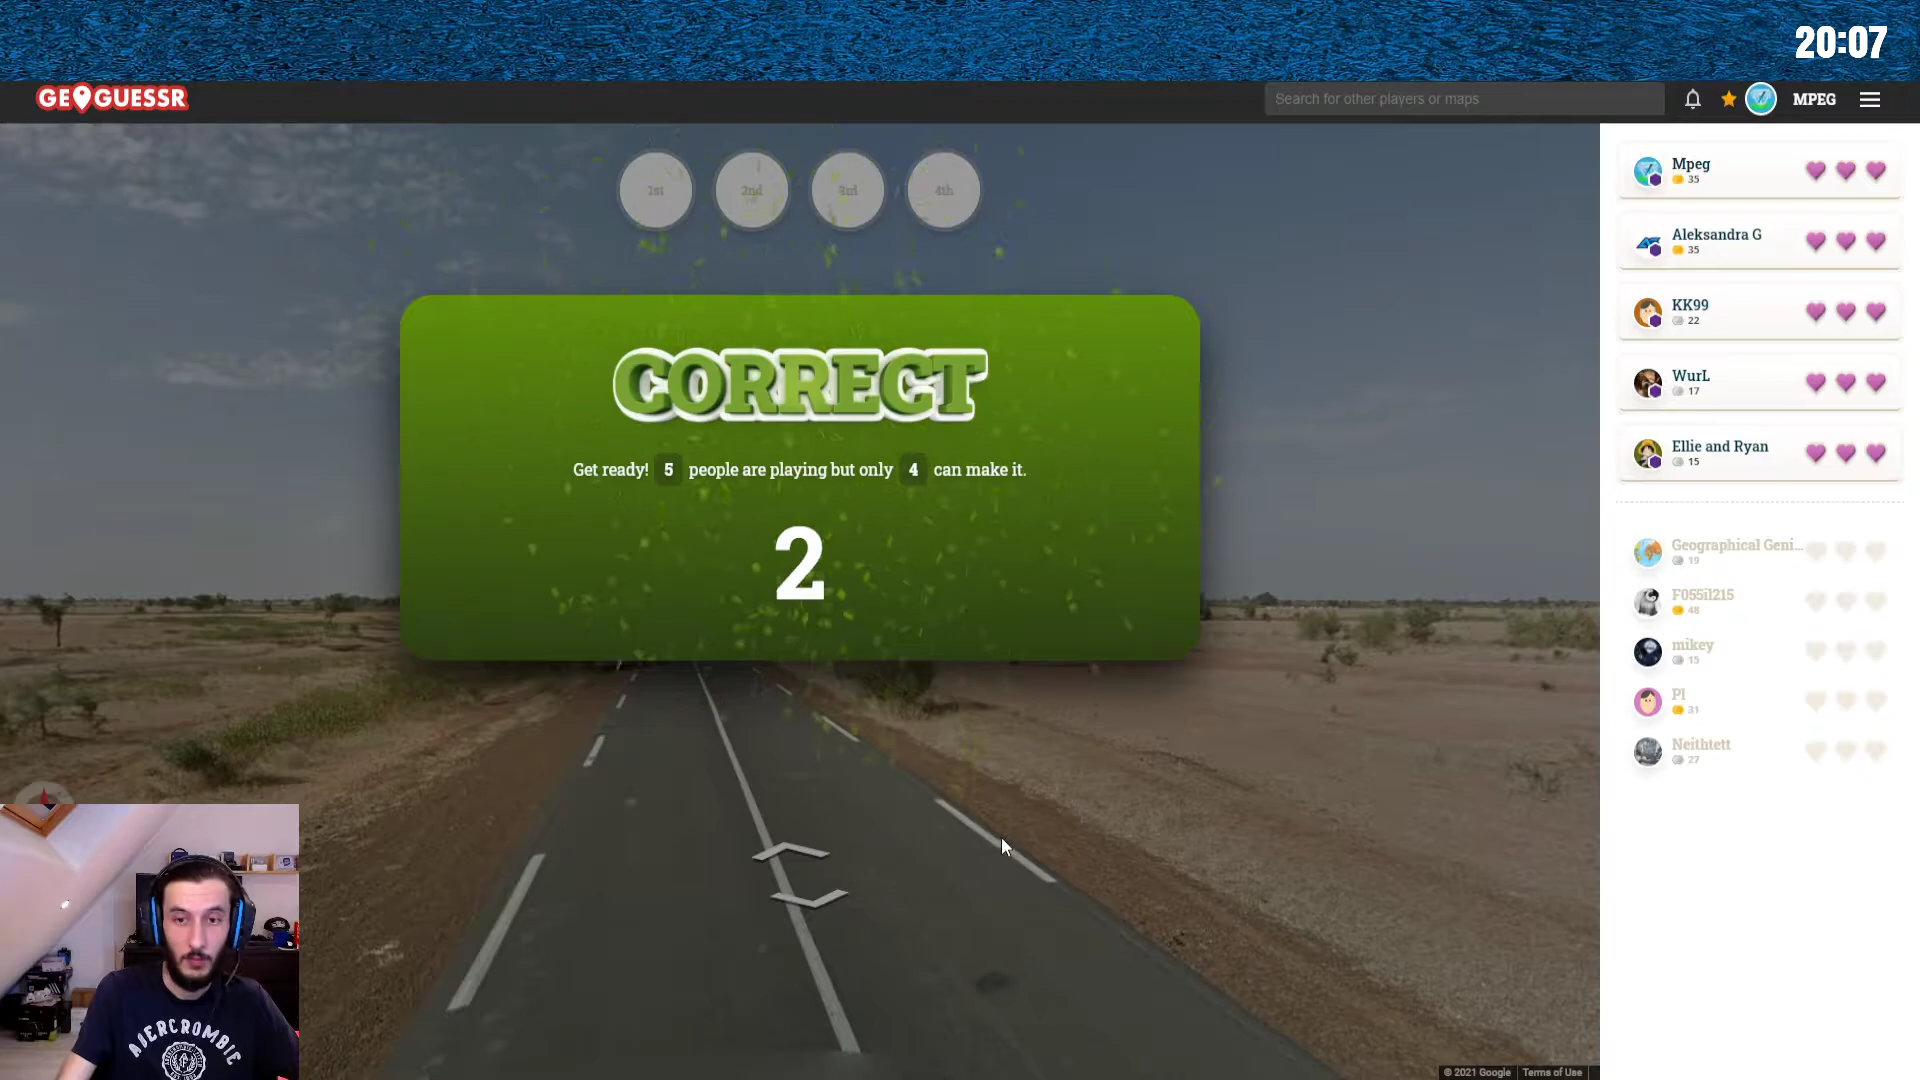 20:07
GEOGUESSR
Search for other players or maps
MPEG
1st
2nd
3rd
4th
CORRECT
Get ready! 5 people are playing but only 4 can make it.
2
Mpeg
35
Aleksandra G
35
KK99
22
WurL
17
Ellie and Ryan
15
Geographical Geni...
19
F055il215
48
mikey
15
Pl
31
Neithtett
27
ABERCROMBIE
© 2021 Google
Terms of Use